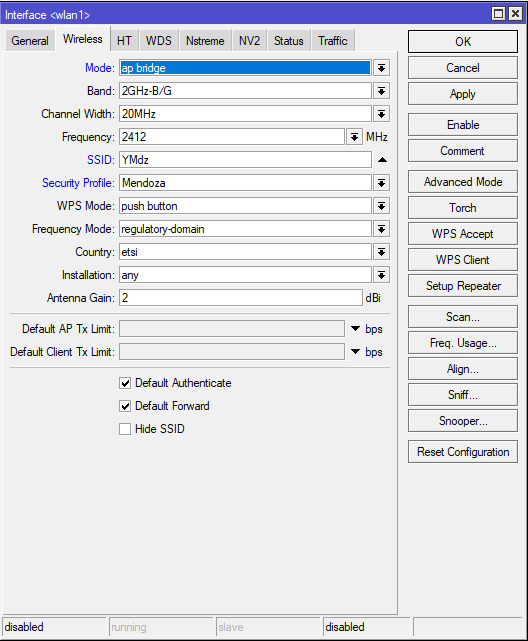 Interface <wlan1>
General Wireless HT WDS Nstreme NV2 Status Traffic
Mode: ap bridge
Band: 2GHz-B/G
Channel Width: 20MHz
Frequency: 2412 MHz
SSID: YMdz
Security Profile: Mendoza
WPS Mode: push button
Frequency Mode: regulatory-domain
Country: etsi
Installation: any
Antenna Gain: 2 dBi
Default AP Tx Limit: bps
Default Client Tx Limit: bps
Default Authenticate
Default Forward
Hide SSID
OK
Cancel
Apply
Enable
Comment
Advanced Mode
Torch
WPS Accept
WPS Client
Setup Repeater
Scan...
Freq. Usage...
Align...
Sniff...
Snooper...
Reset Configuration
disabled running slave disabled